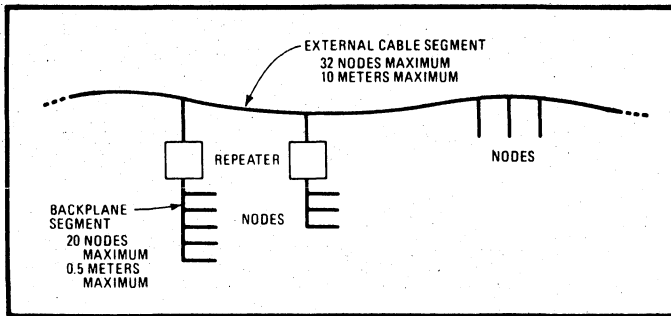 EXTERNAL CABLE SEGMENT
32 NODES MAXIMUM
10 METERS MAXIMUM
REPEATER
NODES
BACKPLANE
SEGMENT
20 NODES
MAXIMUM
0.5 METERS
MAXIMUM
NODES